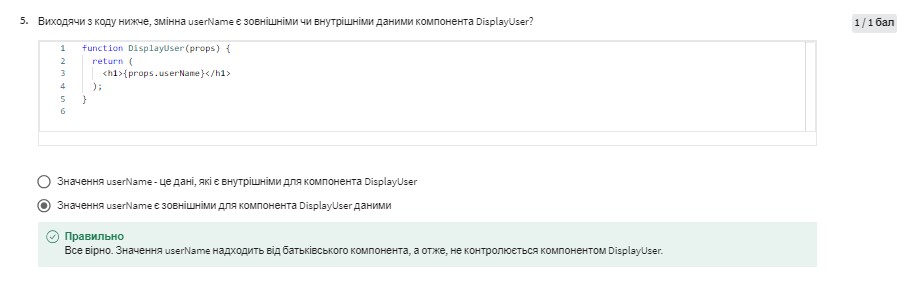 5. Виходячи з коду нижче, змінна userName є зовнішніми чи внутрішніми даними компонента DisplayUser?
1 / 1 бал
1 function DisplayUser(props) {
2 return (
3 <h1>{props.userName}</h1>
4 );
5 }
6
Значення userName - це дані, які є внутрішніми для компонента DisplayUser
Значення userName є зовнішніми для компонента DisplayUser даними
Правильно
Все вірно. Значення userName надходить від батьківського компонента, а отже, не контролюється компонентом DisplayUser.